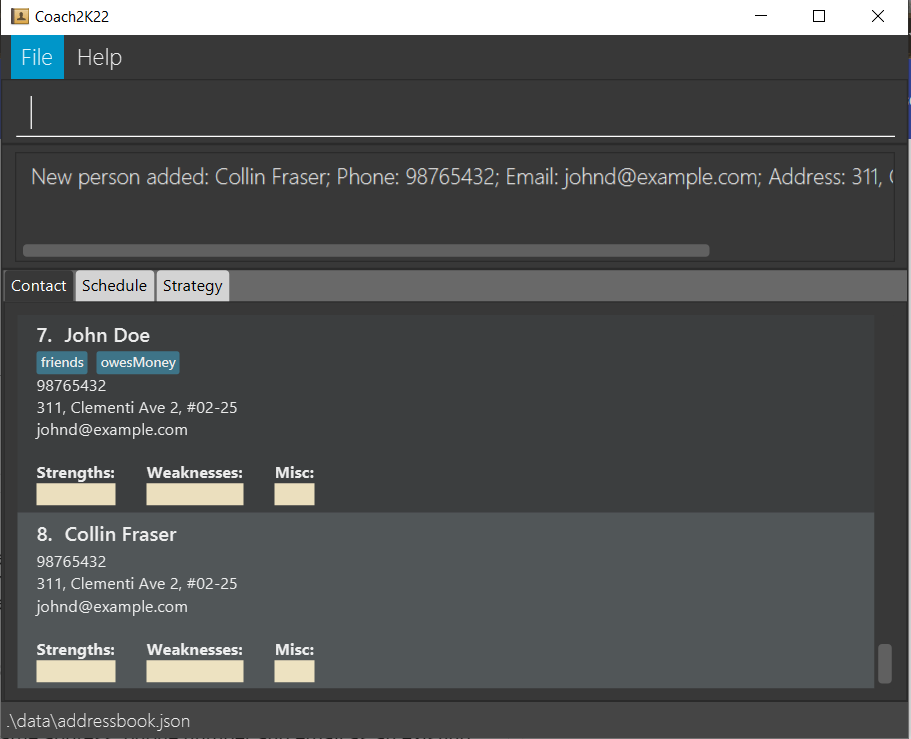 Coach2K22
File Help
New person added: Collin Fraser; Phone: 98765432; Email: johnd@example.com; Address: 311,
Contact Schedule Strategy
7. John Doe
friends owesMoney
98765432
311, Clementi Ave 2, #02-25
johnd@example.com
Strengths: Weaknesses: Misc:
8. Collin Fraser
98765432
311, Clementi Ave 2, #02-25
johnd@example.com
Strengths: Weaknesses: Misc:
.\data\addressbook.json